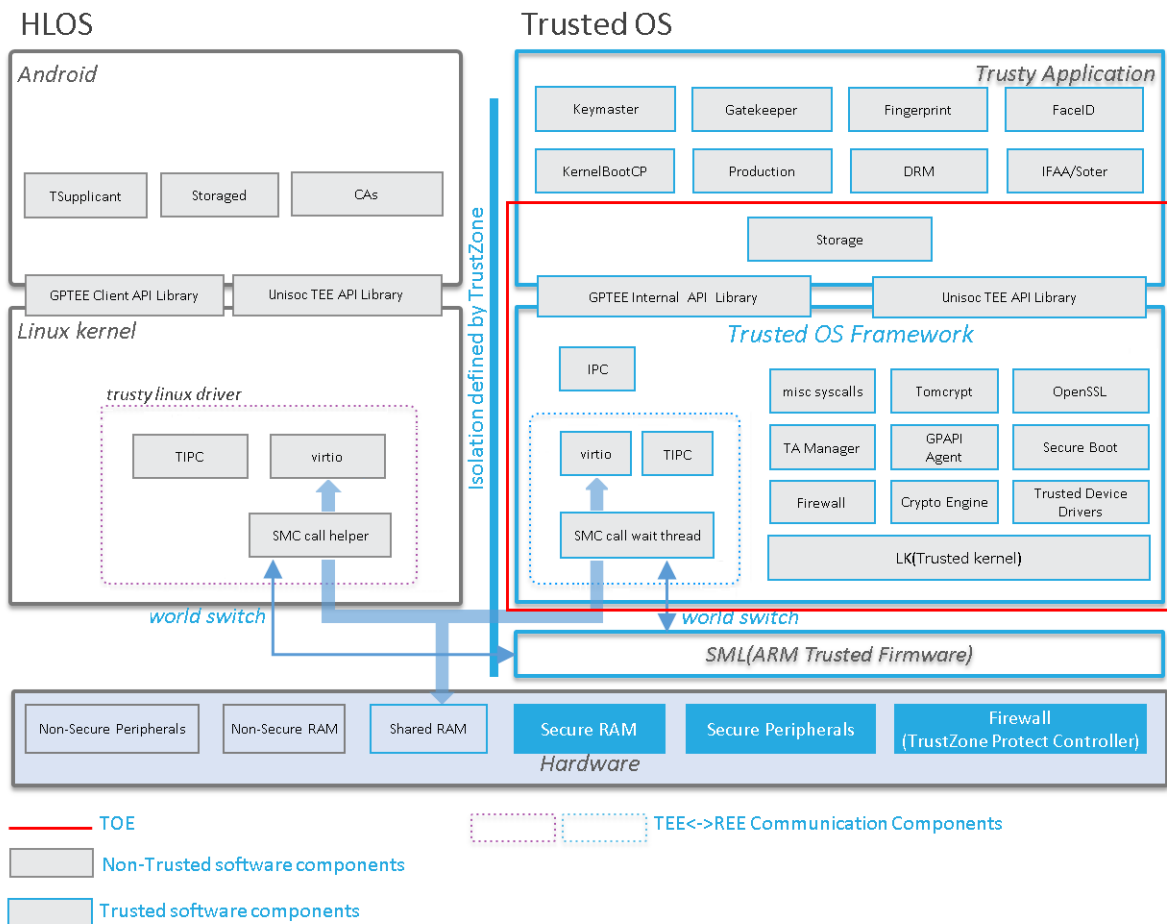 HLOS
Trusted OS
Android
Trusty Application
Keymaster
Gatekeeper
Fingerprint
FaceID
KernelBootCP
Production
DRM
IFAA/Soter
TSupplicant
Storaged
CAs
Storage
GPTEE Client API Library
Unisoc TEE API Library
GPTEE Internal API Library
Unisoc TEE API Library
Isolation defined by TrustZone
Linux kernel
trusty linux driver
TIPC
virtio
SMC call helper
world switch
Trusted OS Framework
IPC
virtio
TIPC
SMC call wait thread
misc syscalls
Tomcrypt
OpenSSL
TA Manager
GPAPI
Agent
Secure Boot
Firewall
Crypto Engine
Trusted Device
Drivers
LK(Trusted kernel)
world switch
SML(ARM Trusted Firmware)
Non-Secure Peripherals
Non-Secure RAM
Shared RAM
Secure RAM
Secure Peripherals
Firewall
(TrustZone Protect Controller)
Hardware
TOE
TEE<->REE Communication Components
Non-Trusted software components
Trusted software components